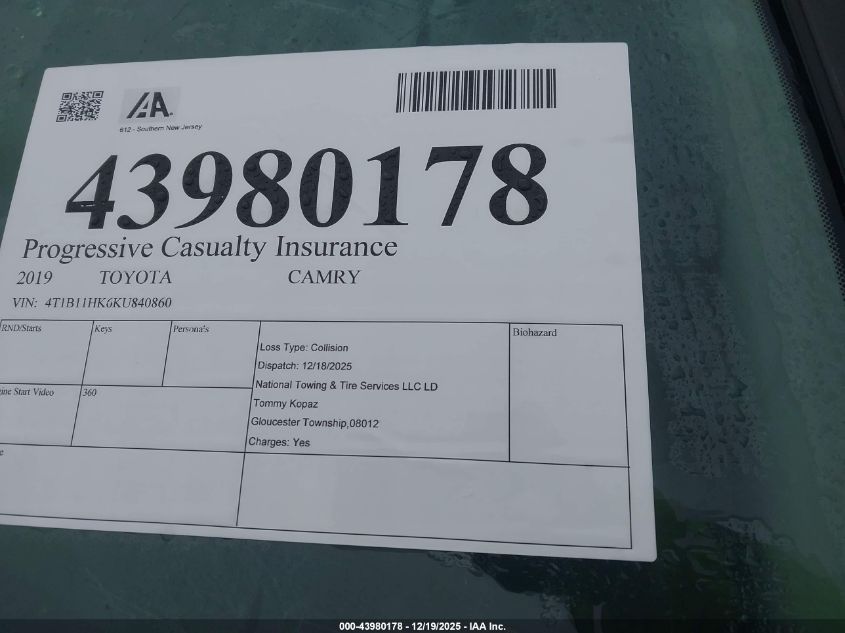 IAA.
612 - Southern New Jersey
43980178
Progressive Casualty Insurance
2019 TOYOTA CAMRY
VIN: 4T1B11HK6KU840860
RND/Starts Keys Personals Biohazard
Loss Type: Collision
Dispatch: 12/18/2025
National Towing & Tire Services LLC LD
Start Video 360
Tommy Kopaz
Gloucester Township,08012
Charges: Yes
000-43980178 - 12/19/2025 - IAA Inc.